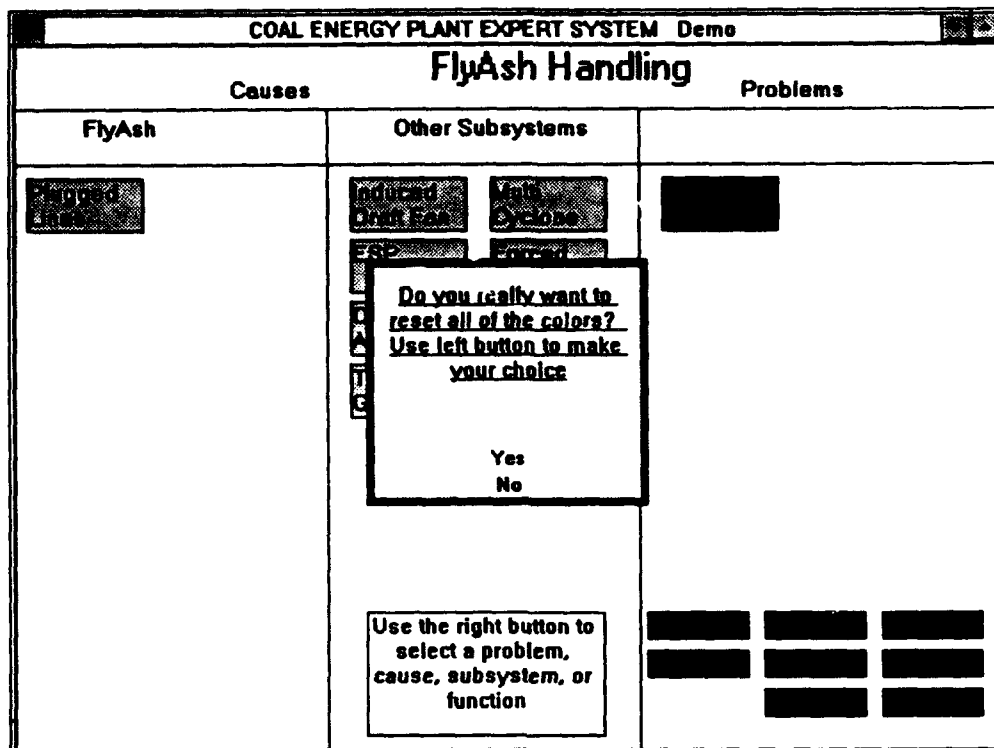 COAL ENERGY PLANT EXPERT SYSTEM Demo
FlyAsh Handling
Causes
Problems
FlyAsh
Other Subsystems
Plugged
Lines
Induced
Draft Fan
Multi
Cyclone
ESP
Forced
A
T
G
Do you really want to
reset all of the colors?
Use left button to make
your choice
Yes
No
Use the right button to
select a problem,
cause, subsystem, or
function